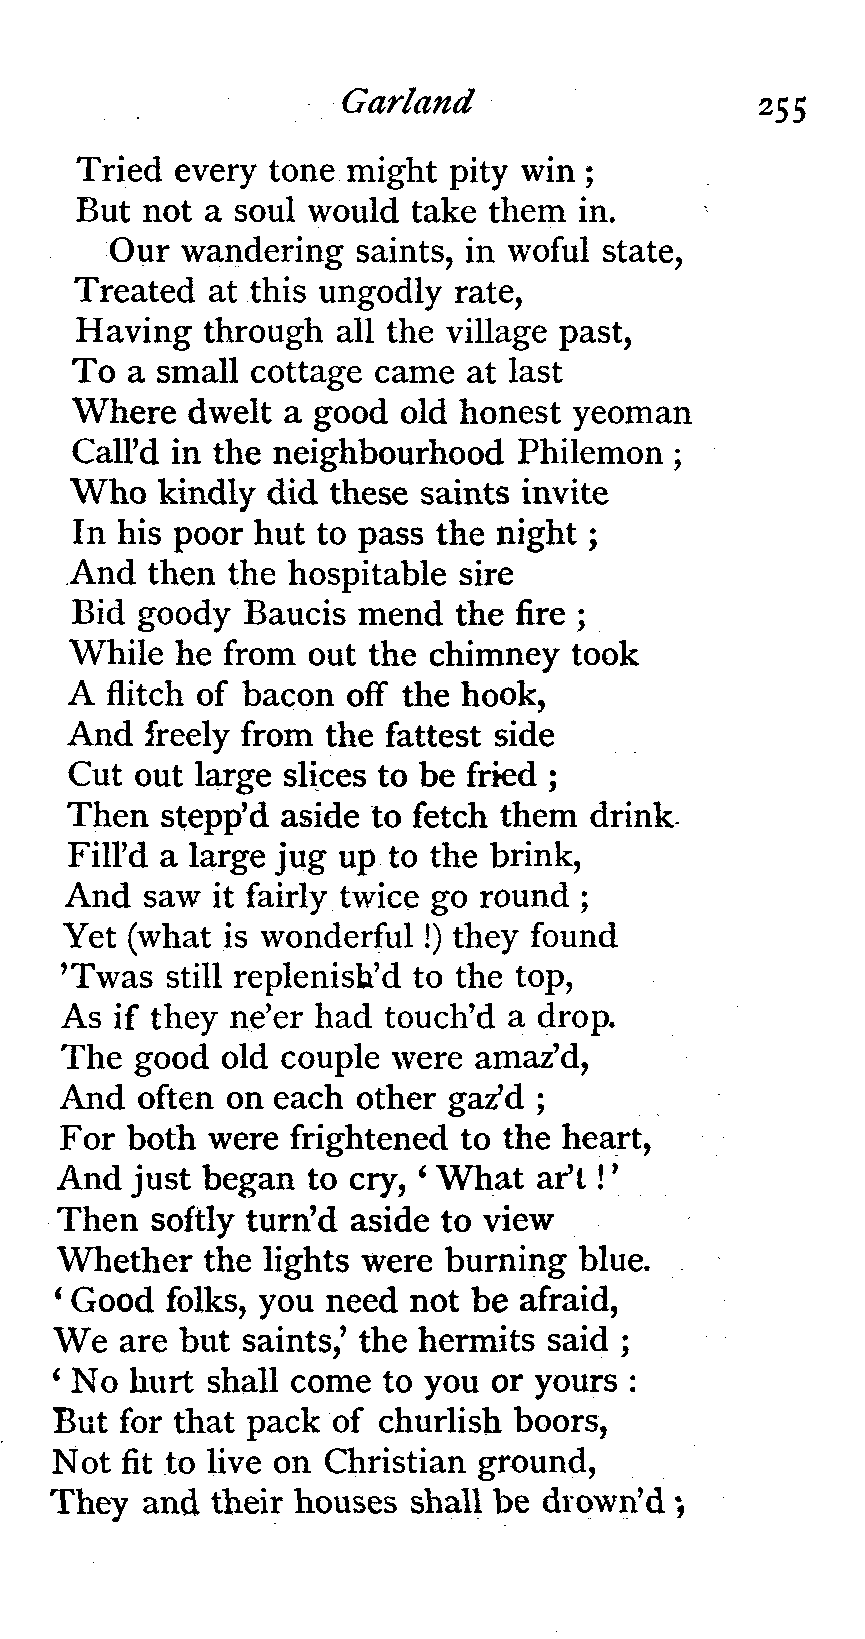 Garland 255
Tried every tone might pity win ;
But not a soul would take them in.
Our wandering saints, in woful state,
Treated at this ungodly rate,
Having through all the village past,
To a small cottage came at last
Where dwelt a good old honest yeoman
Call’d in the neighbourhood Philemon ;
Who kindly did these saints invite
In his poor hut to pass the night ;
And then the hospitable sire
Bid goody Baucis mend the fire ;
While he from out the chimney took
A flitch of bacon off the hook,
And freely from the fattest side
Cut out large slices to be fried ;
Then stepp’d aside to fetch them drink
Fill’d a large jug up to the brink,
And saw it fairly twice go round ;
Yet (what is wonderful !) they found
’Twas still replenish’d to the top,
As if they ne’er had touch’d a drop.
The good old couple were amaz’d,
And often on each other gaz’d ;
For both were frightened to the heart,
And just began to cry, ‘ What ar’t ! ’
Then softly turn’d aside to view
Whether the lights were burning blue.
‘ Good folks, you need not be afraid,
We are but saints,’ the hermits said ;
‘ No hurt shall come to you or yours :
But for that pack of churlish boors,
Not fit to live on Christian ground,
They and their houses shall be drown’d ;